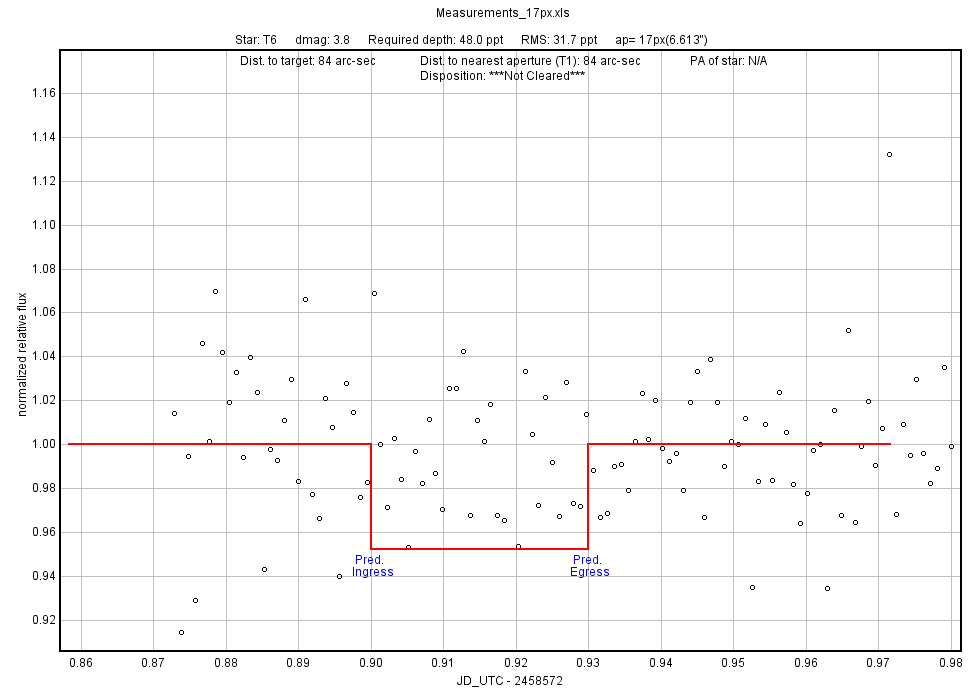 Measurements_17px.xls
Star: T6 dmag: 3.8 Required depth: 48.0 ppt RMS: 31.7 ppt ap= 17px(6.613")
Dist. to target: 84 arc-sec Dist. to nearest aperture (T1): 84 arc-sec PA of star: N/A
Disposition: ***Not Cleared***
normalized relative flux
1.16
1.14
1.12
1.10
1.08
1.06
1.04
1.02
1.00
0.98
0.96
0.94
0.92
Pred.
Ingress
Pred.
Egress
0.86 0.87 0.88 0.89 0.90 0.91 0.92 0.93 0.94 0.95 0.96 0.97 0.98
JD_UTC - 2458572